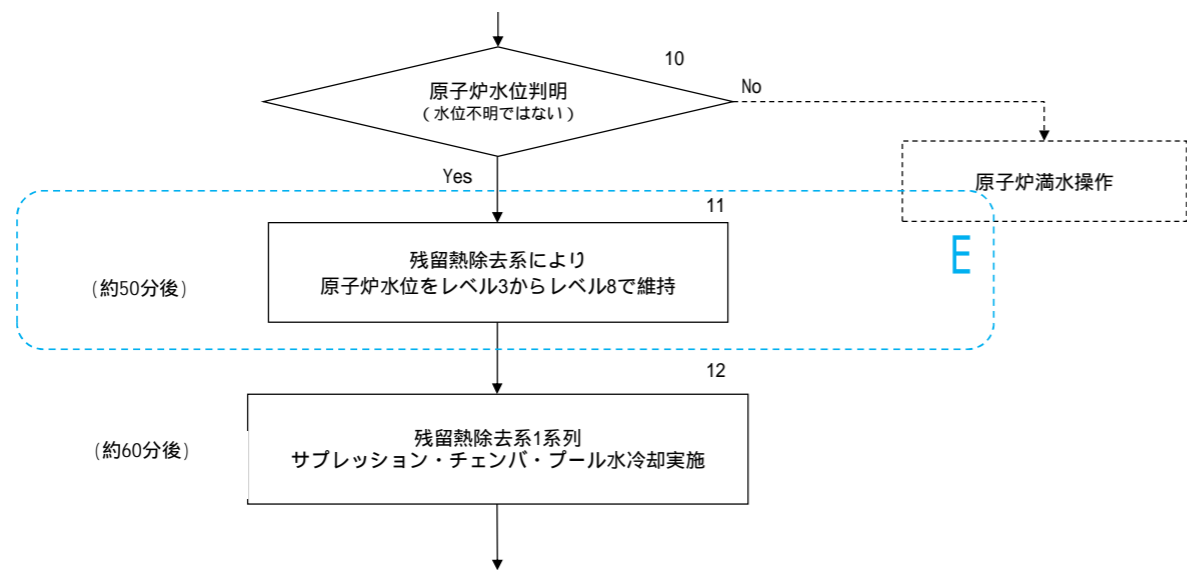 10
原子炉水位判明
(水位不明ではない)
No
Yes
原子炉満水操作
11
残留熱除去系により
原子炉水位をレベル3からレベル8で維持
(約50分後)
E
12
残留熱除去系1系列
サプレッション・チェンバ・プール水冷却実施
(約60分後)